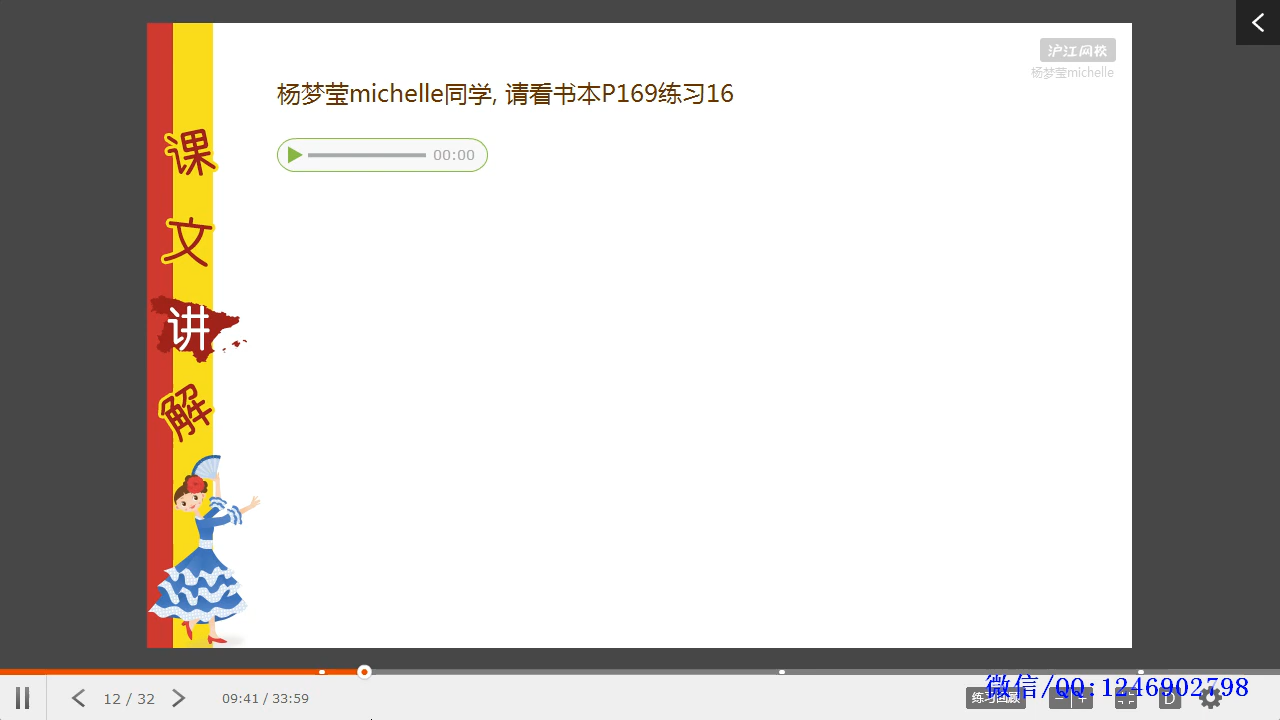 沪江网校
杨梦莹michelle
杨梦莹michelle同学, 请看书本P169练习16
00:00
课
文
讲
解
12 / 32
09:41 / 33:59
微信/QQ:1246902798
练习回顾
D